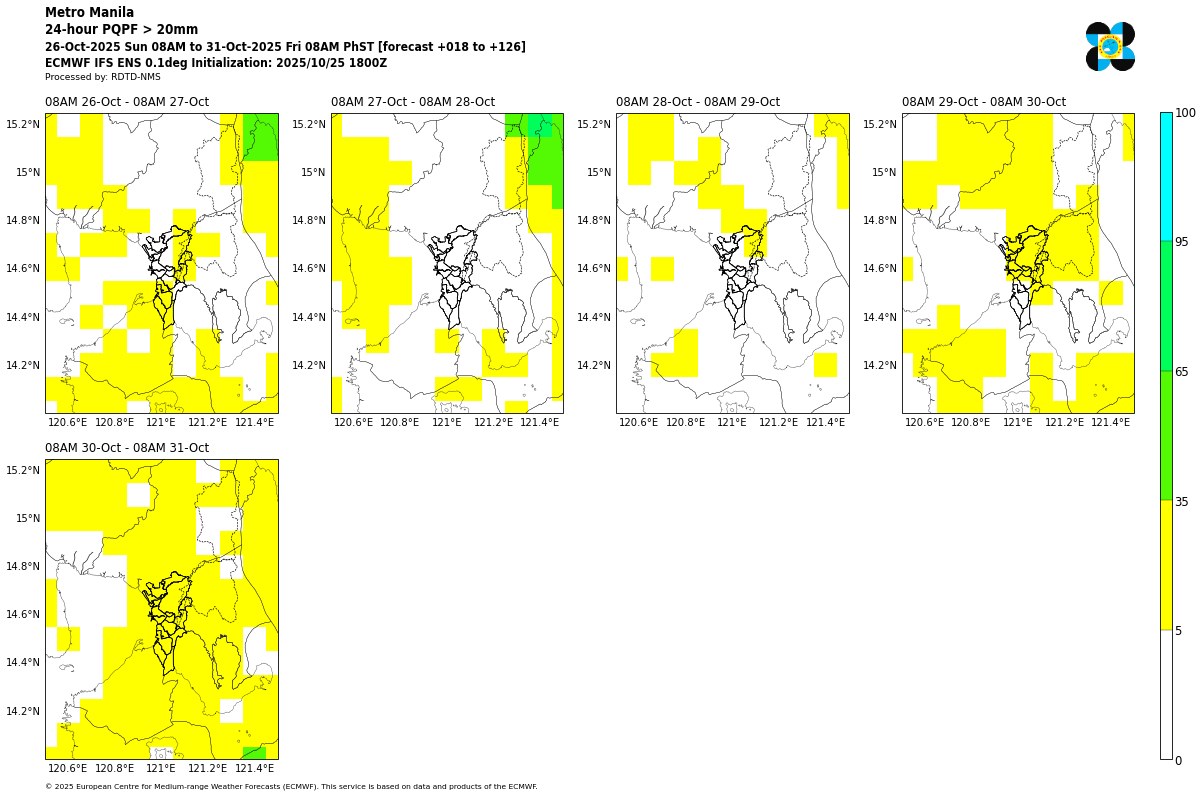 Metro Manila
24-hour PQPF > 20mm
26-Oct-2025 Sun 08AM to 31-Oct-2025 Fri 08AM PhST [forecast +018 to +126]
ECMWF IFS ENS 0.1deg Initialization: 2025/10/25 1800Z
Processed by: RDTD-NMS
08AM 26-Oct - 08AM 27-Oct
15.2°N
15°N
14.8°N
14.6°N
14.4°N
14.2°N
120.6°E 120.8°E 121°E 121.2°E 121.4°E
08AM 27-Oct - 08AM 28-Oct
15.2°N
15°N
14.8°N
14.6°N
14.4°N
14.2°N
120.6°E 120.8°E 121°E 121.2°E 121.4°E
08AM 28-Oct - 08AM 29-Oct
15.2°N
15°N
14.8°N
14.6°N
14.4°N
14.2°N
120.6°E 120.8°E 121°E 121.2°E 121.4°E
08AM 29-Oct - 08AM 30-Oct
15.2°N
15°N
14.8°N
14.6°N
14.4°N
14.2°N
120.6°E 120.8°E 121°E 121.2°E 121.4°E
08AM 30-Oct - 08AM 31-Oct
15.2°N
15°N
14.8°N
14.6°N
14.4°N
14.2°N
120.6°E 120.8°E 121°E 121.2°E 121.4°E
100
95
65
35
5
0
© 2025 European Centre for Medium-range Weather Forecasts (ECMWF). This service is based on data and products of the ECMWF.